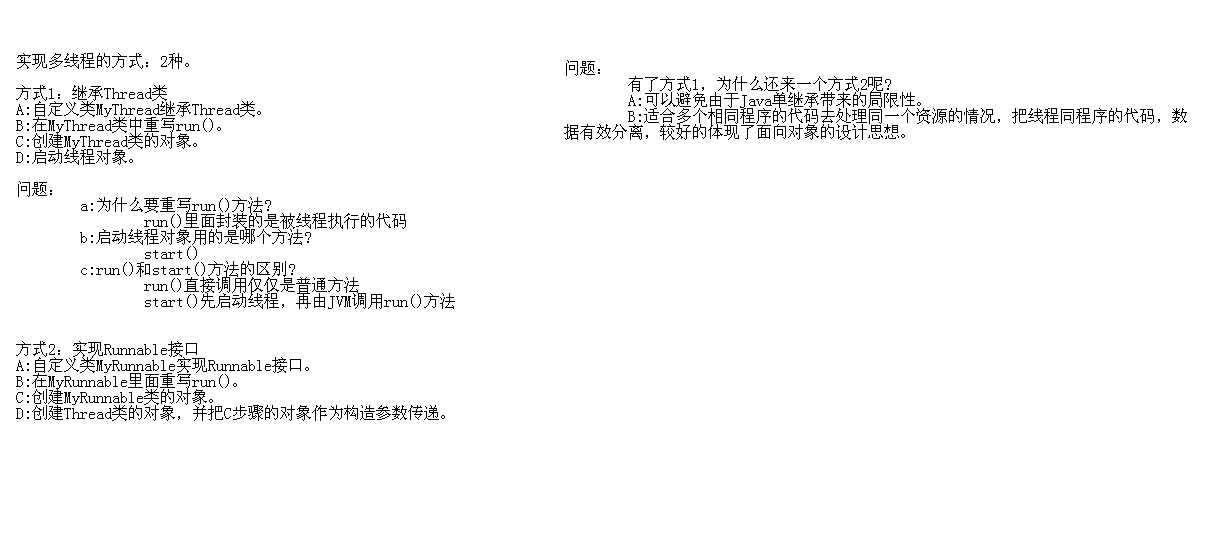 实现多线程的方式：2种。
方式1：继承Thread类
A:自定义类MyThread继承Thread类。
B:在MyThread类中重写run()。
C:创建MyThread类的对象。
D:启动线程对象。
问题：
a:为什么要重写run()方法?
run()里面封装的是被线程执行的代码
b:启动线程对象用的是哪个方法?
start()
c:run()和start()方法的区别?
run()直接调用仅仅是普通方法
start()先启动线程，再由JVM调用run()方法
方式2：实现Runnable接口
A:自定义类MyRunnable实现Runnable接口。
B:在MyRunnable里面重写run()。
C:创建MyRunnable类的对象。
D:创建Thread类的对象，并把C步骤的对象作为构造参数传递。
问题：
有了方式1，为什么还来一个方式2呢?
A:可以避免由于Java单继承带来的局限性。
B:适合多个相同程序的代码去处理同一个资源的情况，把线程同程序的代码，数
据有效分离，较好的体现了面向对象的设计思想。